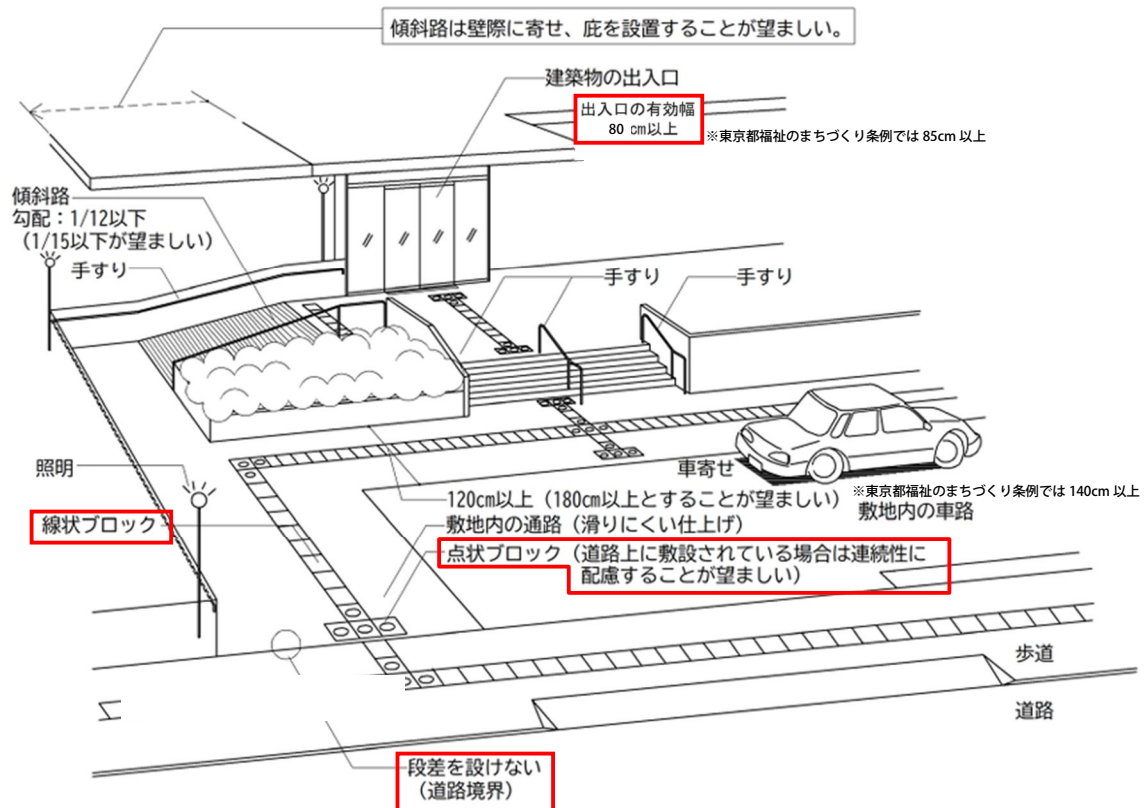 傾斜路は壁際に寄せ、庇を設置することが望ましい。
建築物の出入口
出入口の有効幅
80 ㎝以上
※東京都福祉のまちづくり条例では 85cm 以上
傾斜路
勾配：1/12以下
（1/15以下が望ましい）
手すり
手すり
手すり
照明
車寄せ
120cm以上（180cm以上とすることが望ましい）
※東京都福祉のまちづくり条例では 140cm 以上
敷地内の車路
線状ブロック
敷地内の通路（滑りにくい仕上げ）
点状ブロック（道路上に敷設されている場合は連続性に
配慮することが望ましい）
歩道
道路
段差を設けない
（道路境界）